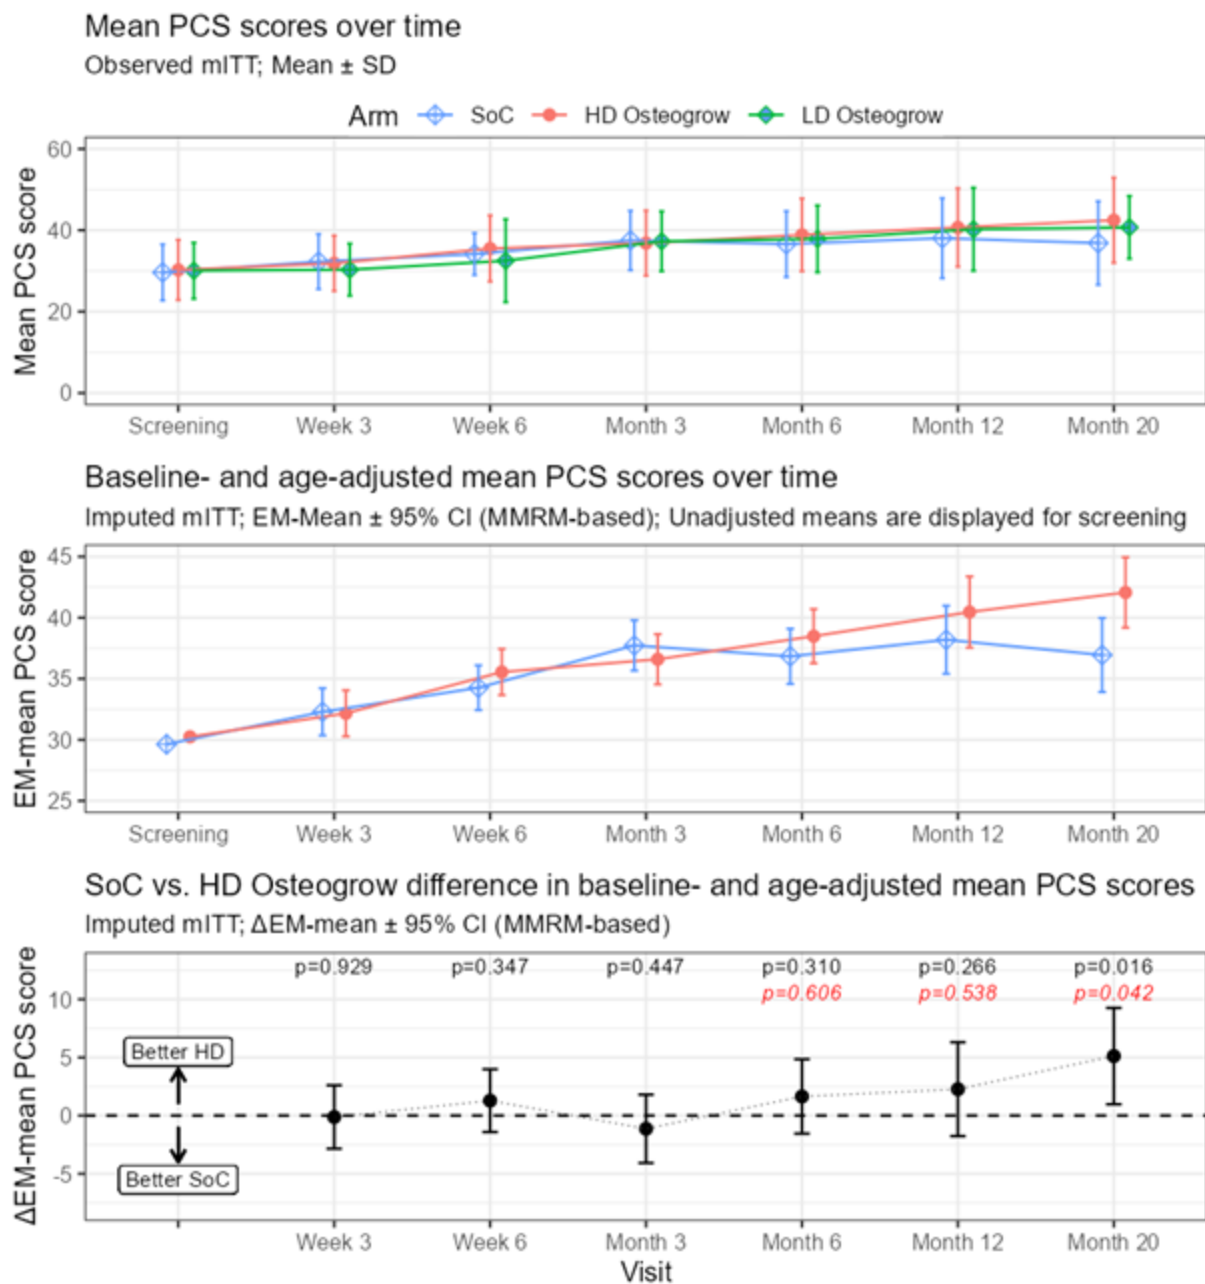 Mean PCS scores over time
Observed mITT; Mean ± SD
Arm SoC HD Osteogrow LD Osteogrow
Mean PCS score
60
40
20
0
Screening Week 3 Week 6 Month 3 Month 6 Month 12 Month 20
Baseline- and age-adjusted mean PCS scores over time
Imputed mITT; EM-Mean ± 95% CI (MMRM-based); Unadjusted means are displayed for screening
EM-mean PCS score
45
40
35
30
25
Screening Week 3 Week 6 Month 3 Month 6 Month 12 Month 20
SoC vs. HD Osteogrow difference in baseline- and age-adjusted mean PCS scores
Imputed mITT; ΔEM-mean ± 95% CI (MMRM-based)
ΔEM-mean PCS score
p=0.929 p=0.347 p=0.447 p=0.310 p=0.266 p=0.016
p=0.606 p=0.538 p=0.042
10
Better HD
5
0
-5
Better SoC
Week 3 Week 6 Month 3 Month 6 Month 12 Month 20
Visit